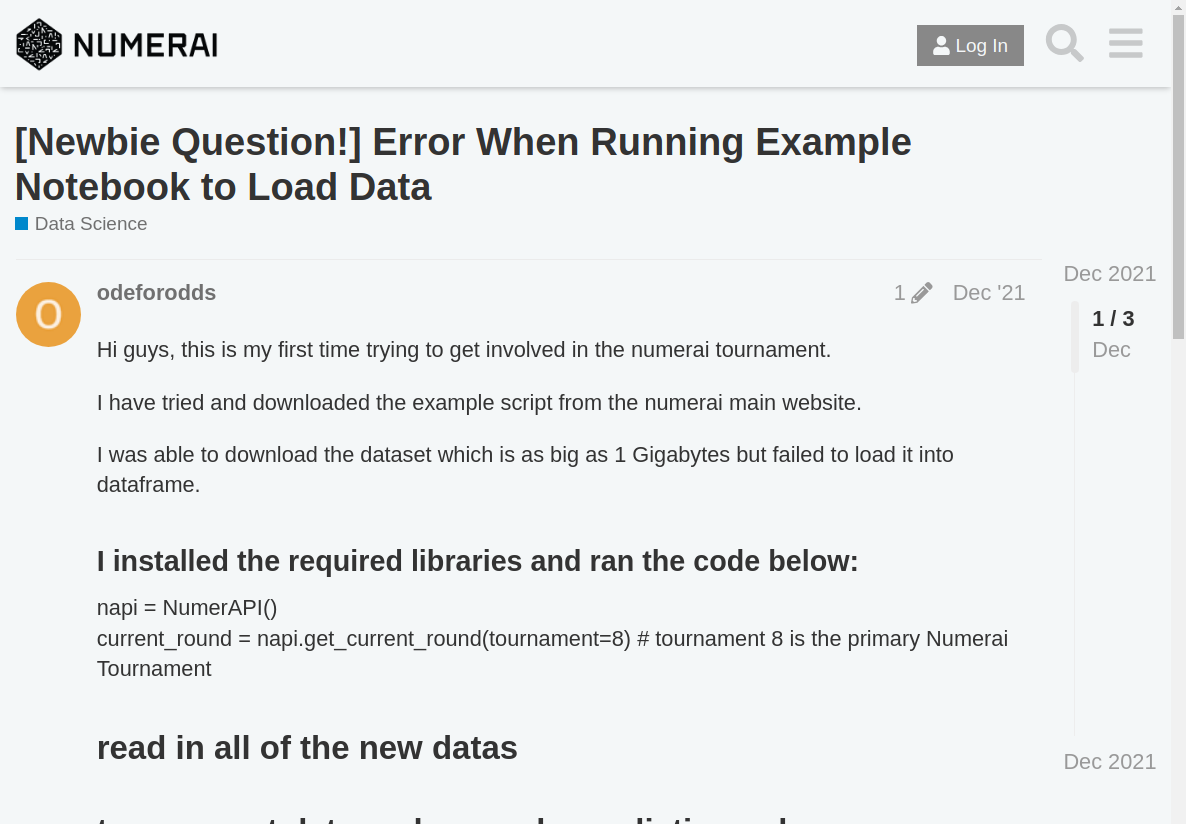 NUMERAI
Log In
[Newbie Question!] Error When Running Example
Notebook to Load Data
Data Science
odeforodds
1
Dec '21
Hi guys, this is my first time trying to get involved in the numerai tournament.
I have tried and downloaded the example script from the numerai main website.
I was able to download the dataset which is as big as 1 Gigabytes but failed to load it into
dataframe.
I installed the required libraries and ran the code below:
napi = NumerAPI()
current_round = napi.get_current_round(tournament=8) # tournament 8 is the primary Numerai
Tournament
read in all of the new datas
Dec 2021
1 / 3
Dec
Dec 2021